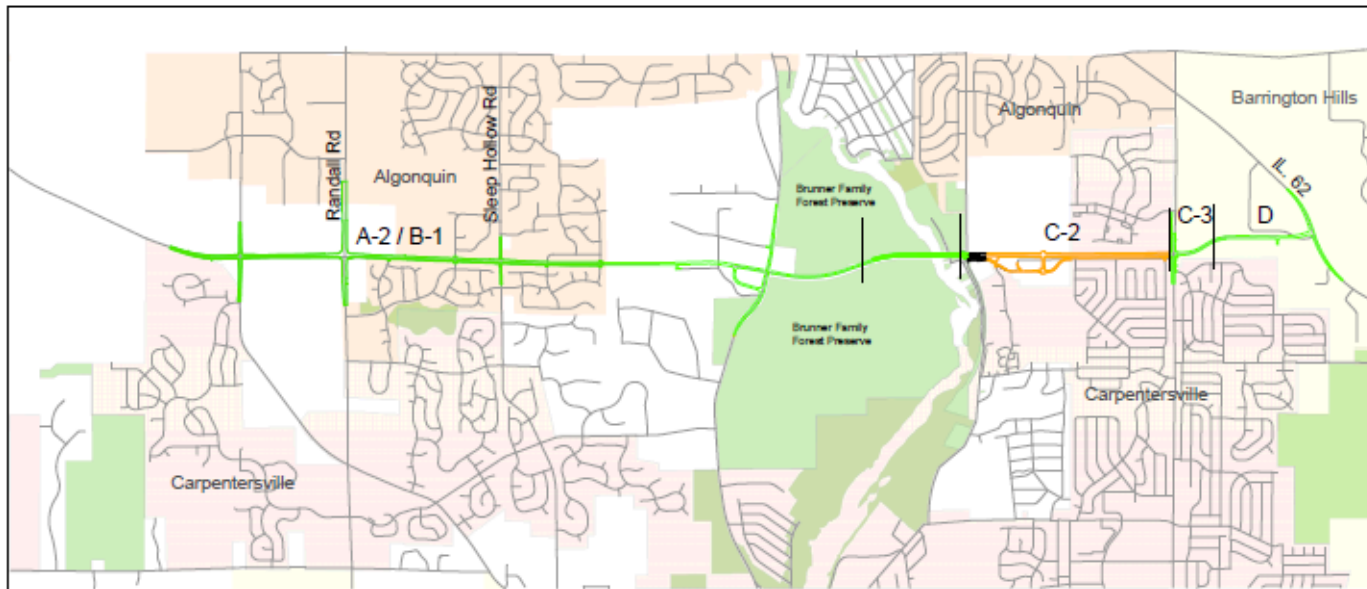 Barrington Hills
Algonquin
Sleep Hollow Rd
Randall Rd
IL. 62
Algonquin
Brunner Family
Forest Preserve
A-2 / B-1
C-2
C-3
D
Brunner Family
Forest Preserve
Carpentersville
Carpentersville